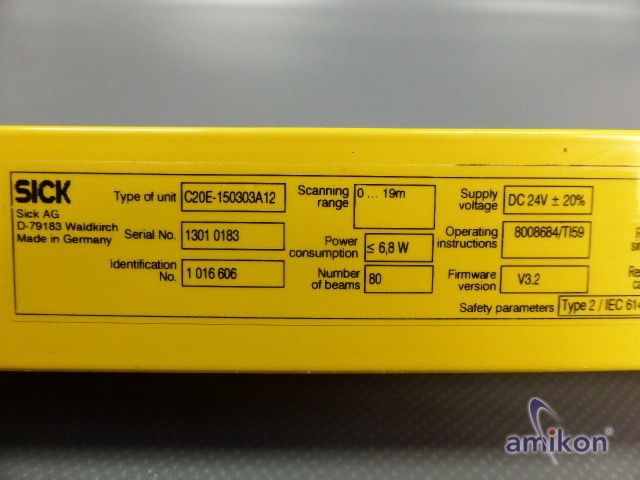 SICK
Sick AG
D-79183 Waldkirch
Made in Germany
Type of unit C20E-150303A12
Serial No. 1301 0183
Identification
No. 1 016 606
Scanning
range 0 ... 19m
Power
consumption ≤ 6,8 W
Number
of beams 80
Supply
voltage DC 24V ± 20%
Operating
instructions 8008684/TI59
Firmware
version V3.2
Safety parameters Type 2 / IEC 614
amikon®